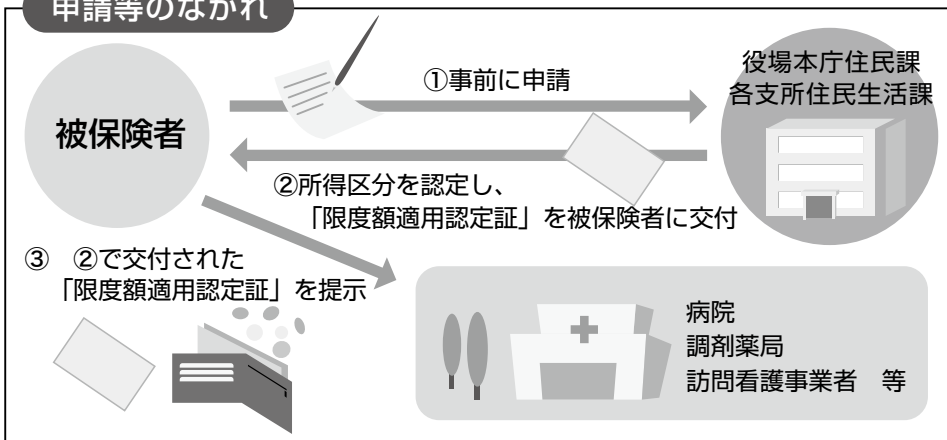 申請等のながれ
①事前に申請
役場本庁住民課
各支所住民生活課
被保険者
②所得区分を認定し、
「限度額適用認定証」を被保険者に交付
③　②で交付された
「限度額適用認定証」を提示
病院
調剤薬局
訪問看護事業者　等